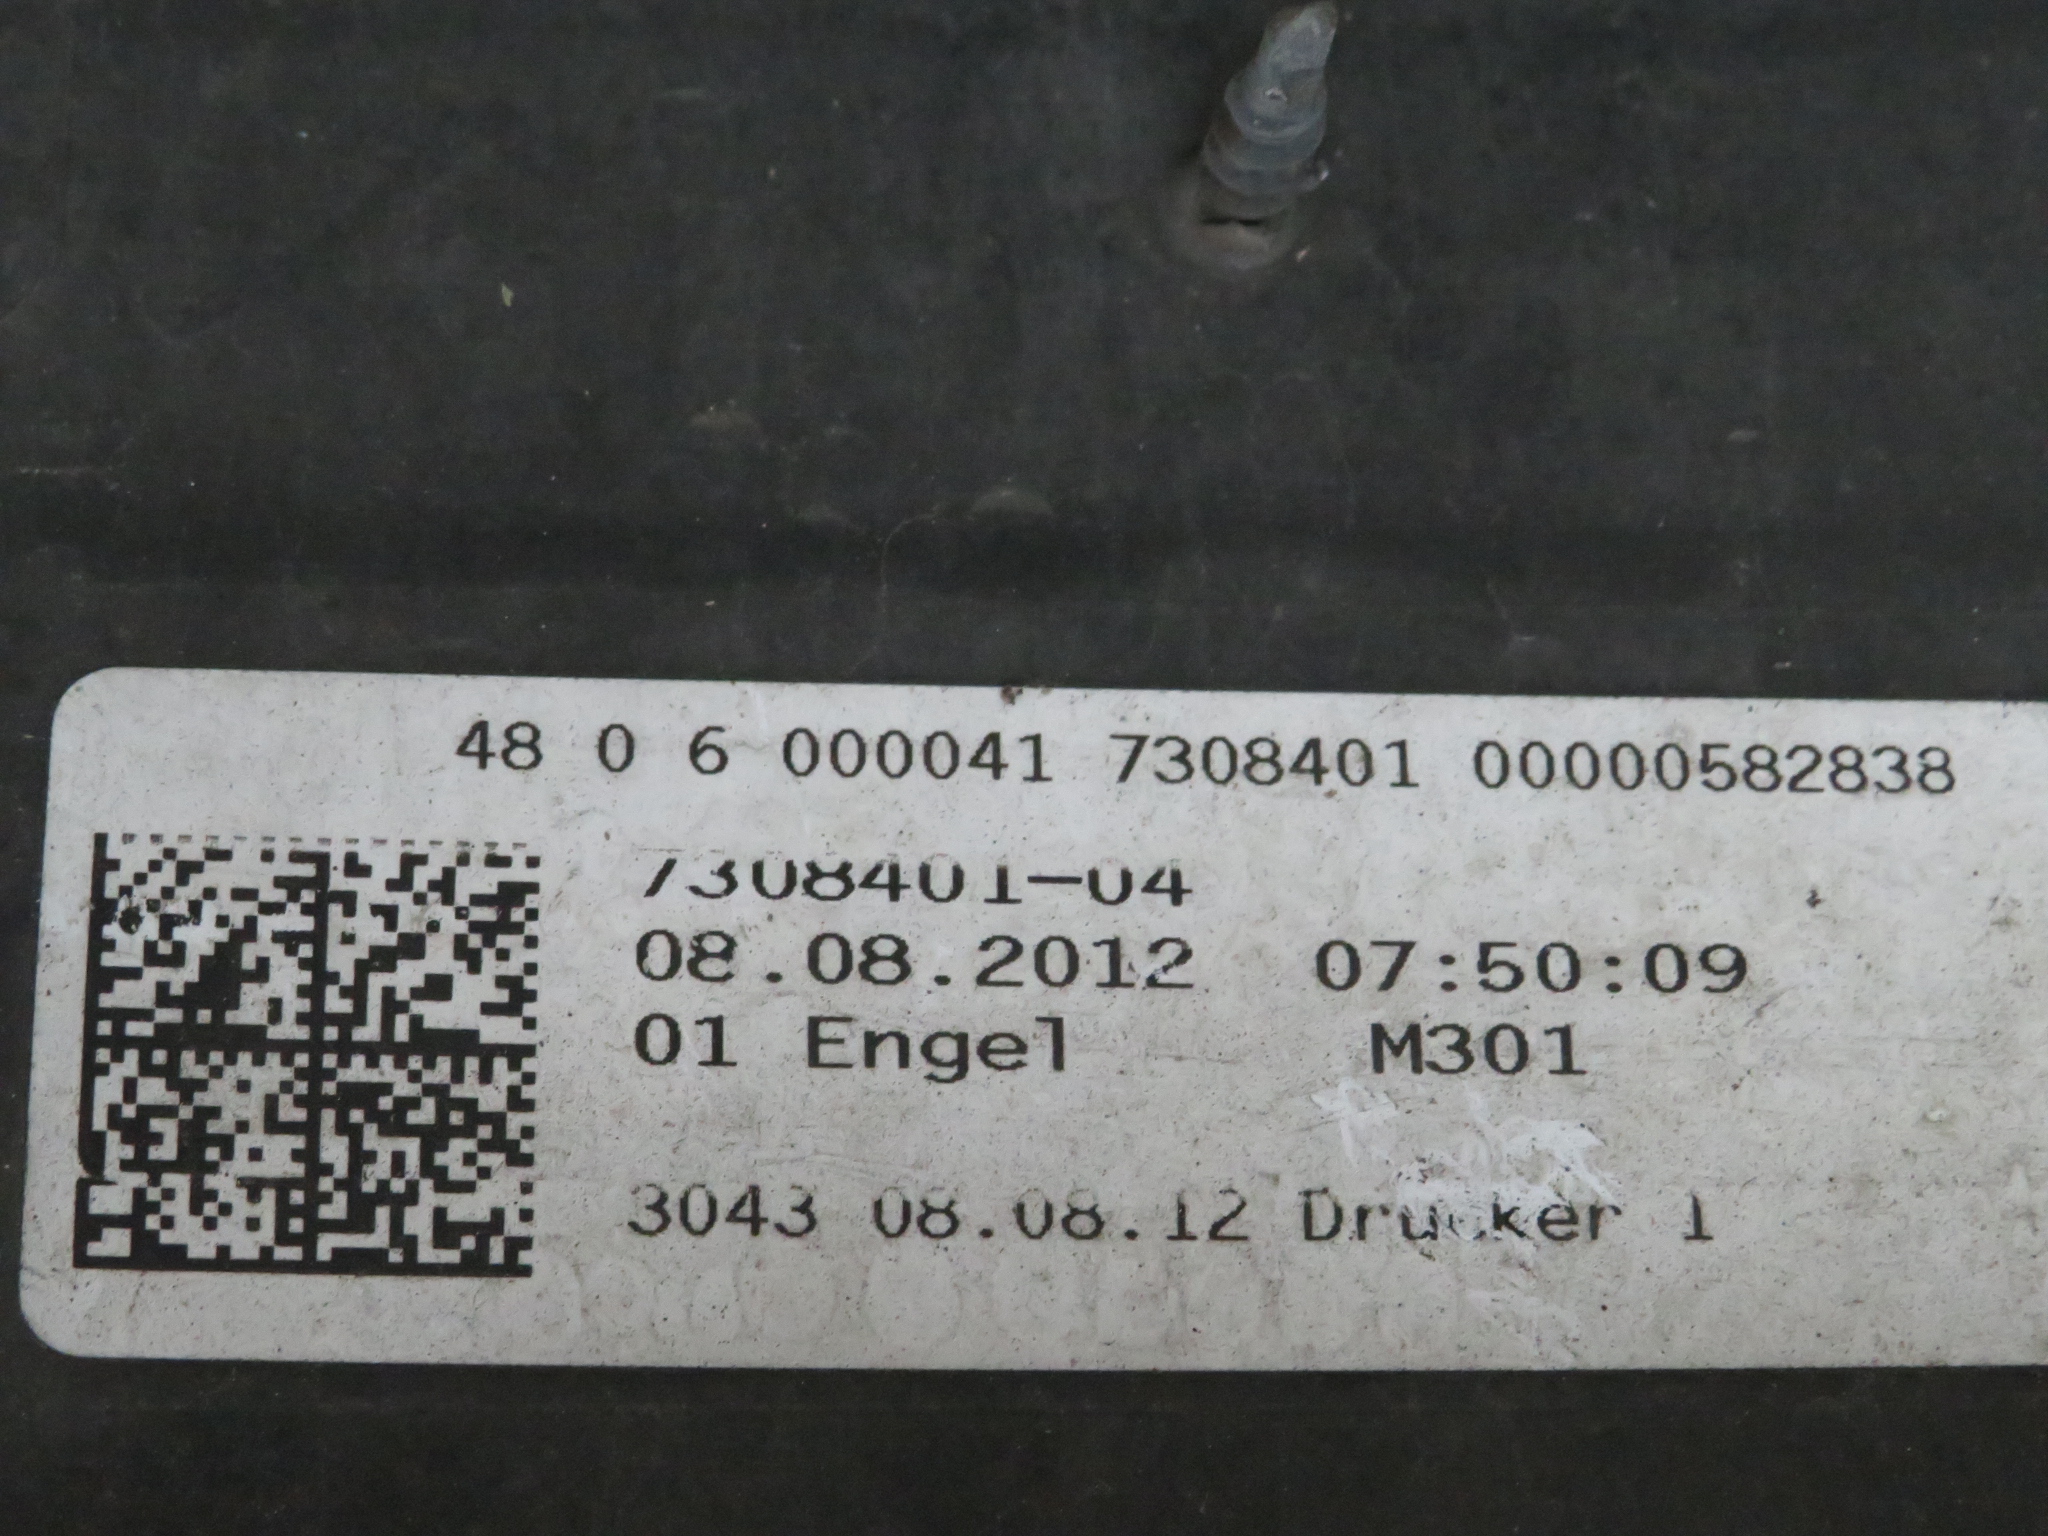 48 0 6 000041 7308401 00000582838
7308401-04
08.08.2012 07:50:09
01 Engel M301
3043 08.08.12 Drucker 1